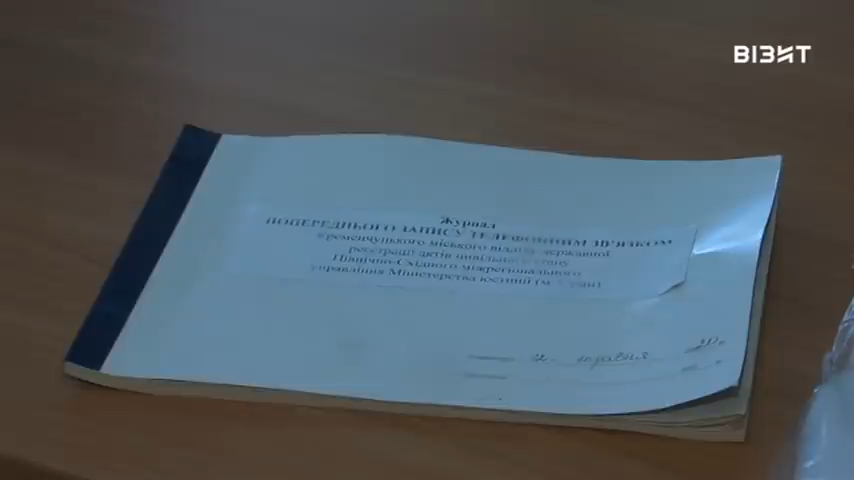 ВІЗИТ
Журнал
ПОПЕРЕДНЬОГО ЗАПИСУ ТЕЛЕФОННИМ ЗВ'ЯЗКОМ
Кременчуцького міського відділу державної
реєстрації актів цивільного стану
Північно-Східного міжрегіонального
управління Міністерства юстиції (м.
травня